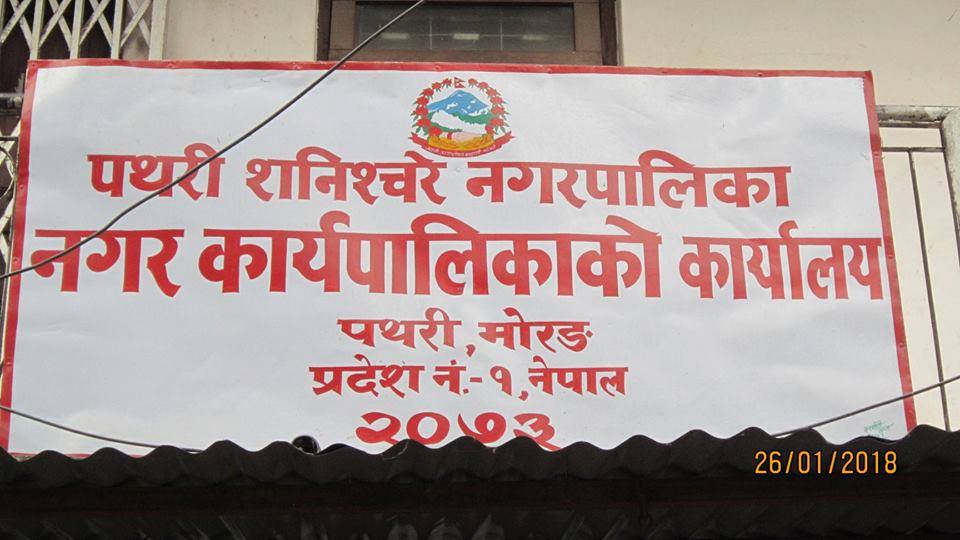 पथरी शनिश्चरे नगरपालिका
नगर कार्यपालिकाको कार्यालय
पथरी, मोरङ
प्रदेश नं.-१, नेपाल
२०७३
26/01/2018